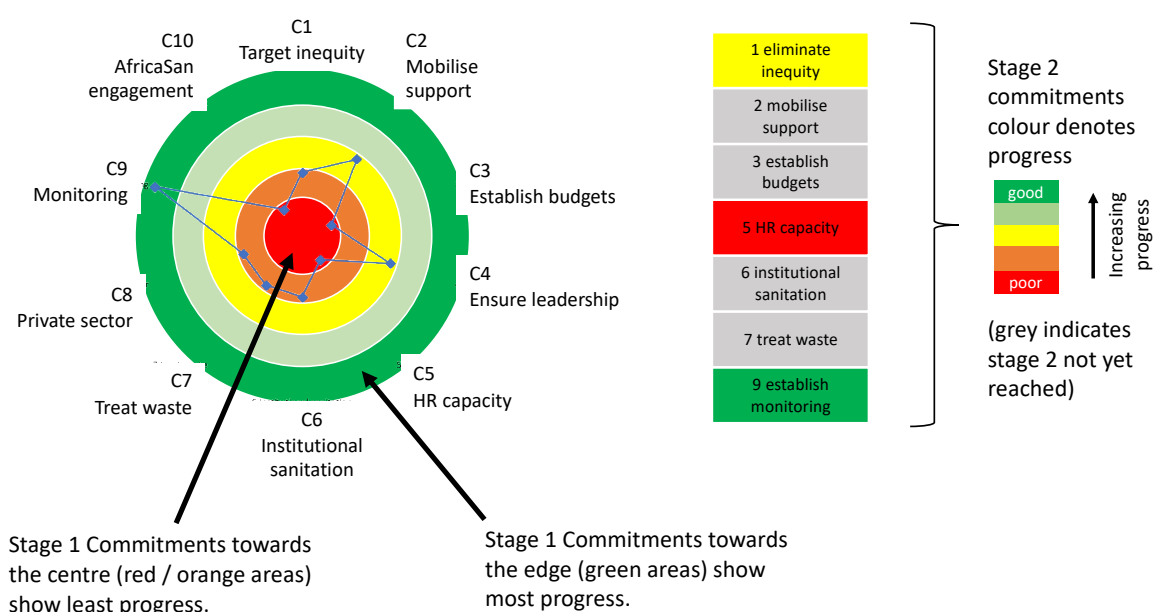 C1
Target inequity
C2
Mobilise
support
C3
Establish budgets
C4
Ensure leadership
C5
HR capacity
C6
Institutional
sanitation
C7
Treat waste
C8
Private sector
C9
Monitoring
C10
AfricaSan
engagement
Stage 1 Commitments towards
the centre (red / orange areas)
show least progress.
Stage 1 Commitments towards
the edge (green areas) show
most progress.
1 eliminate
inequity
2 mobilise
support
3 establish
budgets
5 HR capacity
6 institutional
sanitation
7 treat waste
9 establish
monitoring
Stage 2
commitments
colour denotes
progress
good
poor
Increasing
progress
(grey indicates
stage 2 not yet
reached)